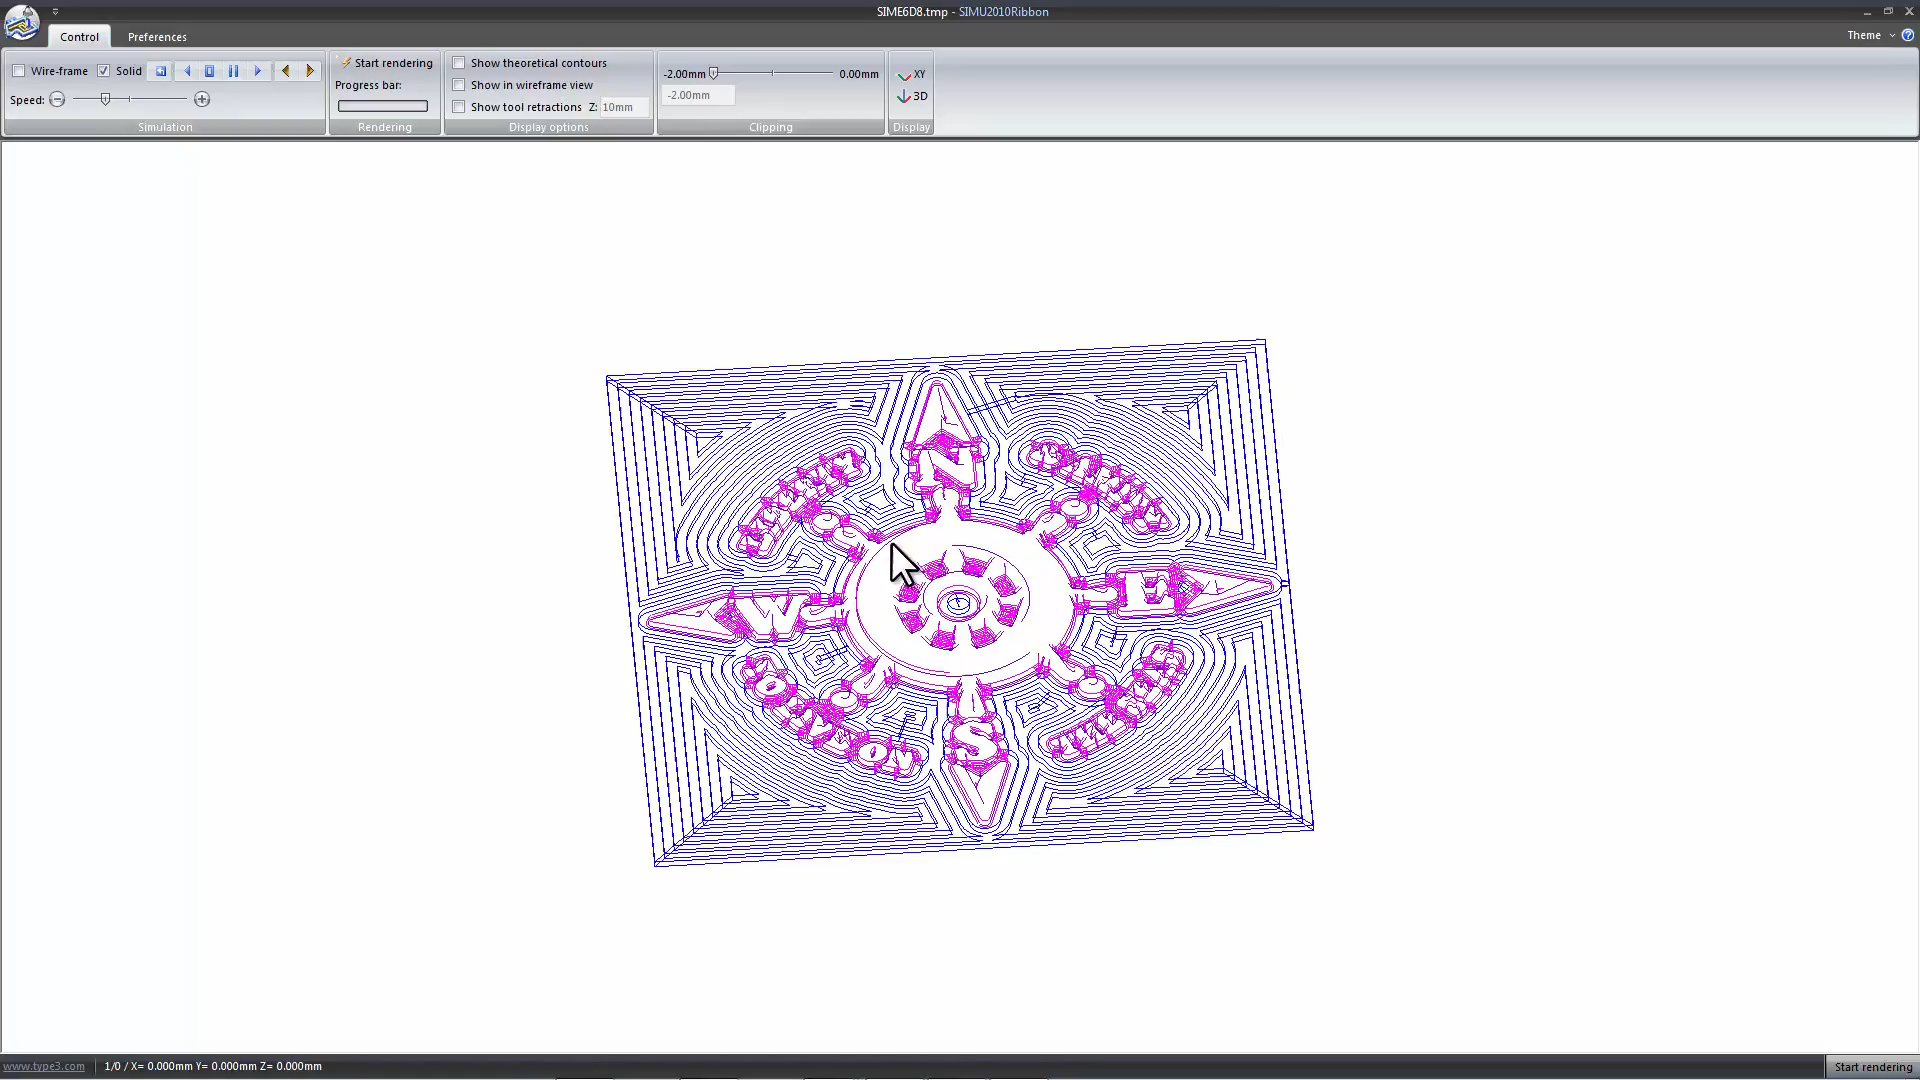 SIME6D8.tmp - SIMU2010Ribbon
Control
Preferences
Theme
Wire-frame
Solid
Speed:
Simulation
Start rendering
Progress bar:
Rendering
Show theoretical contours
Show in wireframe view
Show tool retractions Z: 10mm
Display options
-2.00mm
0.00mm
-2.00mm
Clipping
XY
3D
Display
N
W
E
S
www.type3.com
1/0 / X= 0.000mm Y= 0.000mm Z= 0.000mm
Start rendering